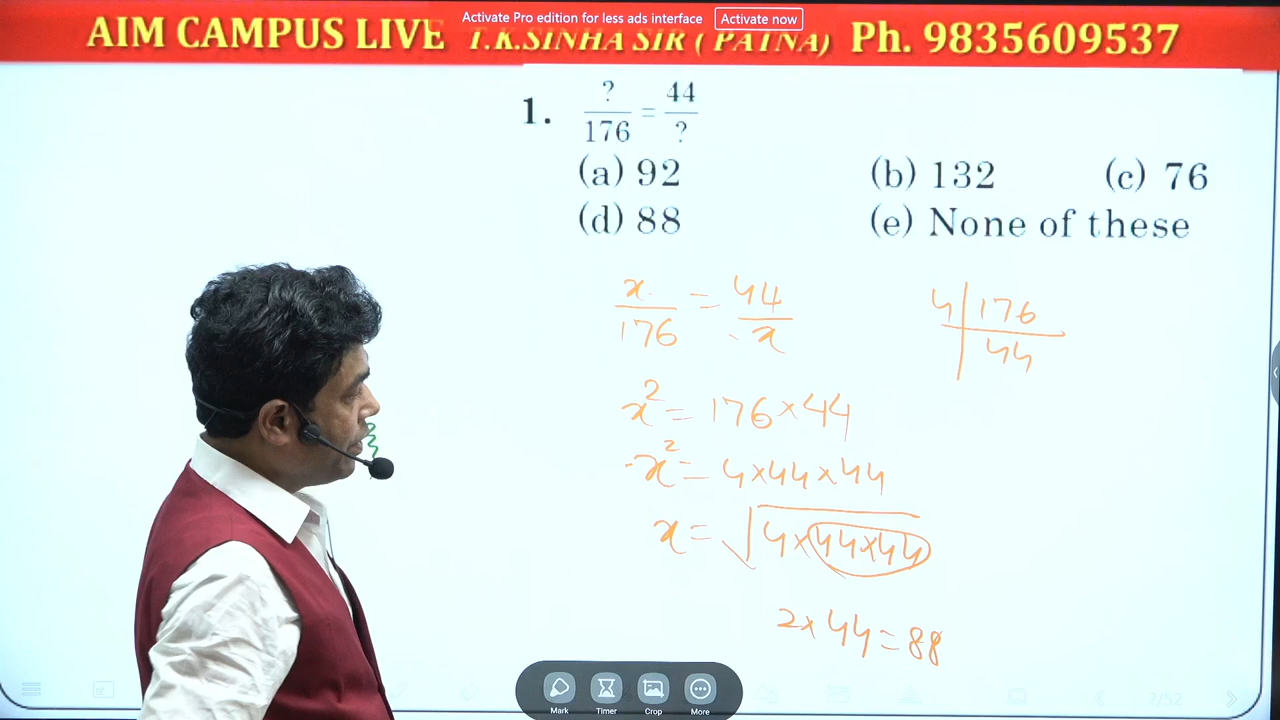 Activate Pro edition for less ads interface Activate now
AIM CAMPUS LIVE T.K.SINHA SIR ( PATNA) Ph. 9835609537
1. ?/176 = 44/?
(a) 92 (b) 132 (c) 76
(d) 88 (e) None of these
x/176 = 44/x
4 | 176
44
x² = 176 × 44
x² = 4 × 44 × 44
x = √4 × 44 × 44
2 × 44 = 88
Mark Timer Crop More
7/52